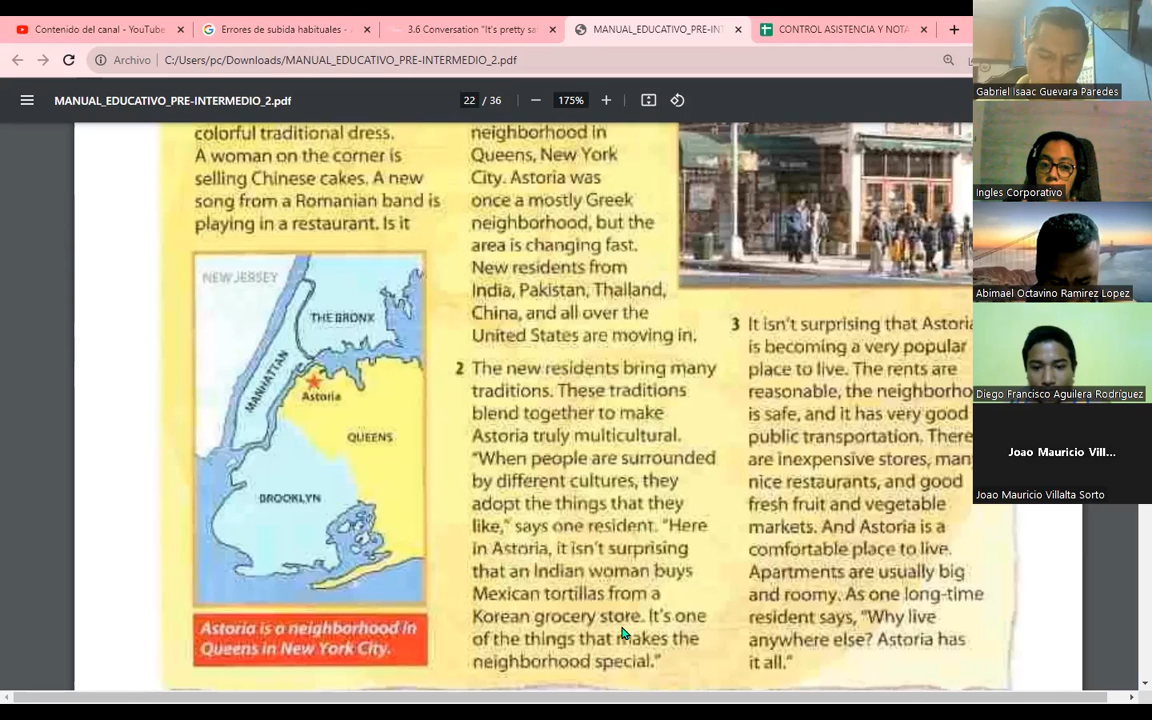 Contenido del canal - YouTube
Errores de subida habituales -
3.6 Conversation "It's pretty sa
MANUAL_EDUCATIVO_PRE-INT
CONTROL ASISTENCIA Y NOTA
Archivo
C:/Users/pc/Downloads/MANUAL_EDUCATIVO_PRE-INTERMEDIO_2.pdf
MANUAL_EDUCATIVO_PRE-INTERMEDIO_2.pdf
22 / 36
175%
colorful traditional dress.
A woman on the corner is
selling Chinese cakes. A new
song from a Romanian band is
playing in a restaurant. Is it
NEW JERSEY
THE BRONX
MANHATTAN
Astoria
QUEENS
BROOKLYN
Astoria is a neighborhood in
Queens in New York City.
neighborhood in
Queens, New York
City. Astoria was
once a mostly Greek
neighborhood, but the
area is changing fast.
New residents from
India, Pakistan, Thailand,
China, and all over the
United States are moving in.
2 The new residents bring many
traditions. These traditions
blend together to make
Astoria truly multicultural.
"When people are surrounded
by different cultures, they
adopt the things that they
like," says one resident. "Here
in Astoria, it isn't surprising
that an Indian woman buys
Mexican tortillas from a
Korean grocery store. It's one
of the things that makes the
neighborhood special."
3 It isn't surprising that Astoria
is becoming a very popular
place to live. The rents are
reasonable, the neighborho
is safe, and it has very good
public transportation. There
are inexpensive stores, man
nice restaurants, and good
fresh fruit and vegetable
markets. And Astoria is a
comfortable place to live.
Apartments are usually big
and roomy. As one long-time
resident says, "Why live
anywhere else? Astoria has
it all."
Gabriel Isaac Guevara Paredes
Ingles Corporativo
Abimael Octavino Ramirez Lopez
Diego Francisco Aguilera Rodríguez
Joao Mauricio Vill...
Joao Mauricio Villalta Sorto